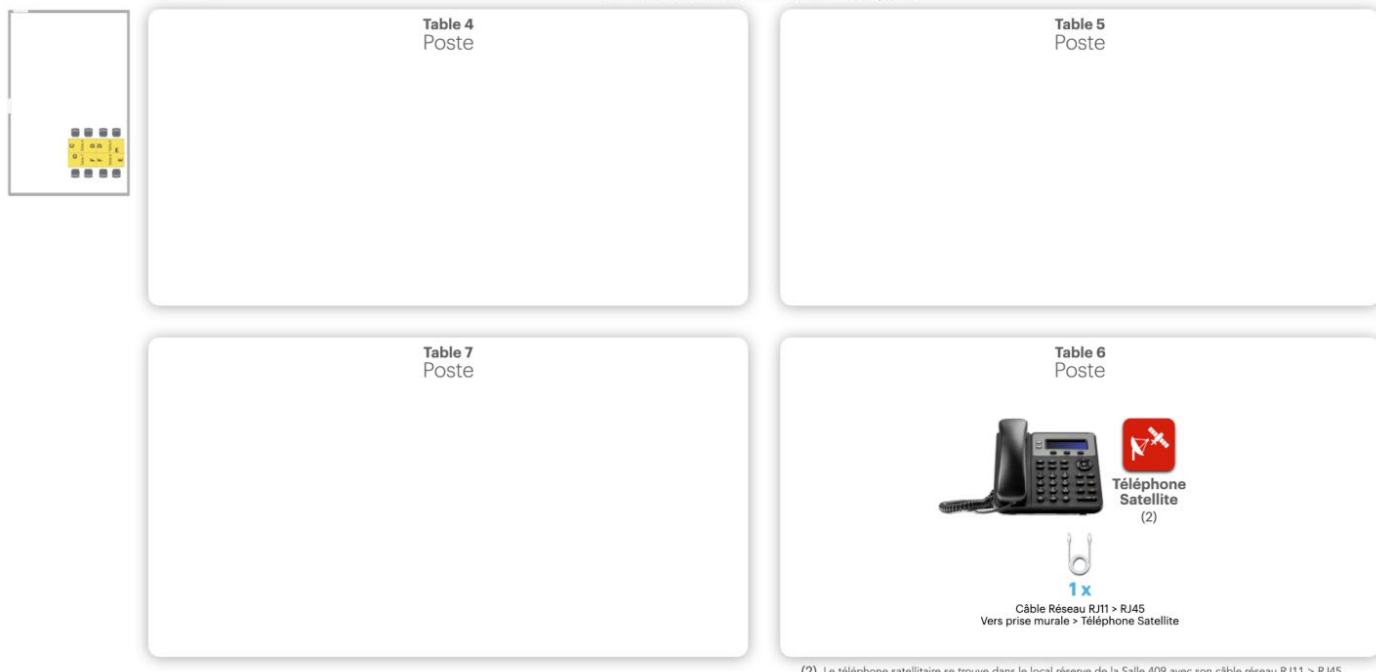 Table 4
Poste
Table 5
Poste
Table 7
Poste
Table 6
Poste
Téléphone
Satellite
(2)
1 x
Câble Réseau RJ11 > RJ45
Vers prise murale > Téléphone Satellite
(2) Le téléphone satellitaire se trouve dans le local réserve de la Salle 409 avec son câble réseau RJ11 > RJ45